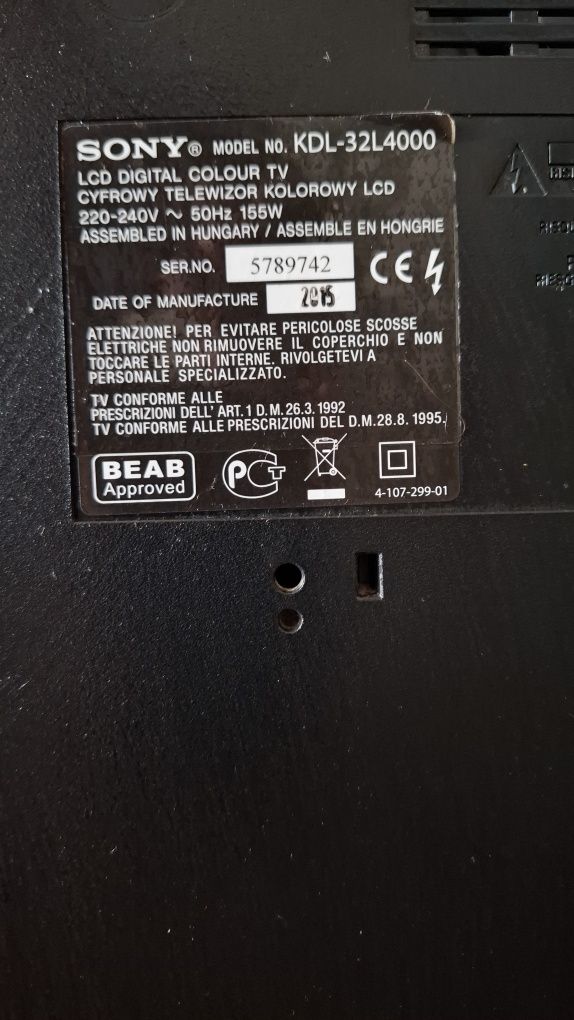 SONY® MODEL NO. KDL-32L4000
LCD DIGITAL COLOUR TV
CYFROWY TELEWIZOR KOLOROWY LCD
220-240V ~ 50Hz 155W
ASSEMBLED IN HUNGARY / ASSEMBLE EN HONGRIE
SER.NO. 5789742 CE
DATE OF MANUFACTURE 2015
ATTENZIONE! PER EVITARE PERICOLOSE SCOSSE
ELETTRICHE NON RIMUOVERE IL COPERCHIO E NON
TOCCARE LE PARTI INTERNE. RIVOLGETEVI A
PERSONALE SPECIALIZZATO.
TV CONFORME ALLE
PRESCRIZIONI DELL' ART. 1 D.M. 26.3. 1992
TV CONFORME ALLE PRESCRIZIONI DEL D.M.28.8. 1995.
BEAB
Approved
4-107-299-01